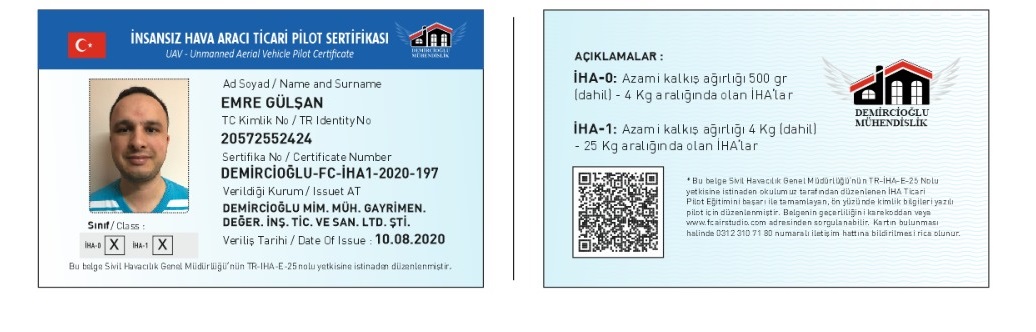 İNSANSIZ HAVA ARACI TİCARİ PİLOT SERTİFİKASI
UAV - Unmanned Aerial Vehicle Pilot Certificate
DEMİRCİOĞLU
MÜHENDİSLİK
Ad Soyad / Name and Surname
EMRE GÜLŞAN
TC Kimlik No / TR Identity No
20572552424
Sertifika No / Certificate Number
DEMİRCİOĞLU-FC-İHA1-2020-197
Verildiği Kurum / Issuet AT
DEMİRCİOĞLU MİM. MÜH. GAYRİMEN.
DEĞER. İNŞ. TİC. VE SAN. LTD. ŞTİ.
Veriliş Tarihi / Date Of Issue : 10.08.2020
Sınıf / Class :
İHA-0 X İHA-1 X
Bu belge Sivil Havacılık Genel Müdürlüğü'nün TR-IHA-E-25 nolu yetkisine istinaden düzenlenmiştir.
AÇIKLAMALAR :
İHA-0: Azami kalkış ağırlığı 500 gr
(dahil) - 4 Kg aralığında olan İHA'lar
İHA-1: Azami kalkış ağırlığı 4 Kg (dahil)
- 25 Kg aralığında olan İHA'lar
DEMİRCİOĞLU
MÜHENDİSLİK
* Bu belge Sivil Havacılık Genel Müdürlüğü'nün TR-İHA-E-25 Nolu
yetkisine istinaden okulumuz tarafından düzenlenen İHA Ticari
Pilot Eğitimini başarı ile tamamlayan, ön yüzünde kimlik bilgileri yazılı
pilot için düzenlenmiştir. Belgenin geçerliliğini karekoddan veya
www.fcairstudio.com adresinden sorgulanabilir. Kartın bulunması
halinde 0312 310 71 80 numaralı iletişim hattına bildirilmesi rica olunur.